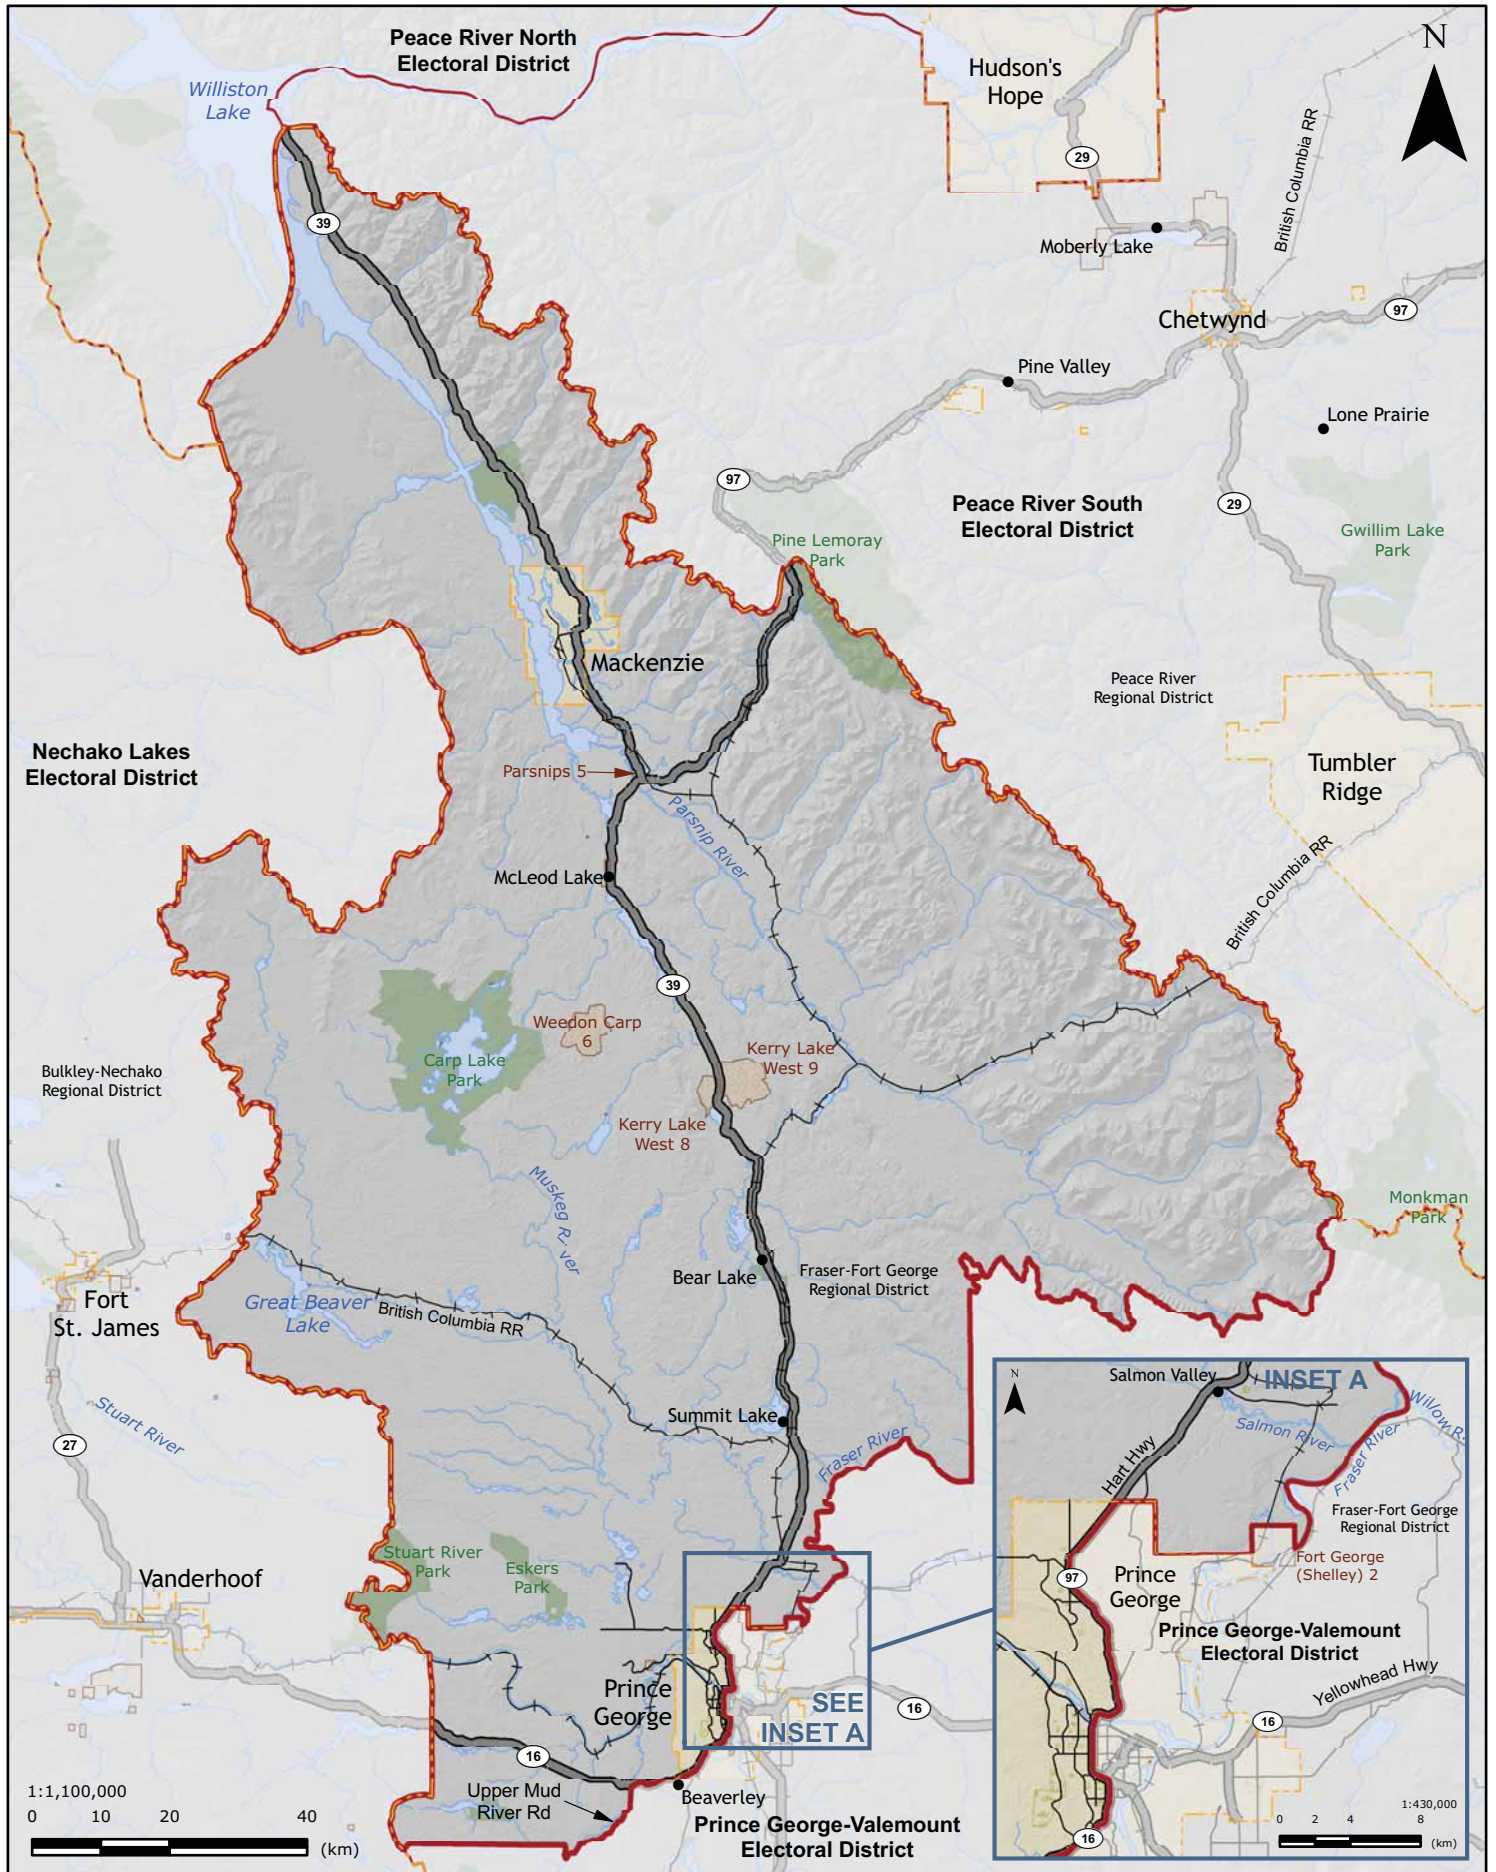 Peace River North
Electoral District
N
Williston
Lake
Hudson's
Hope
British Columbia RR
29
39
Moberly Lake
Chetwynd
97
Pine Valley
Lone Prairie
97
Peace River South
Electoral District
29
Gwillim Lake
Park
Pine Lemoray
Park
Mackenzie
Peace River
Regional District
Nechako Lakes
Electoral District
Tumbler
Ridge
Parsnips 5
Parsnip River
McLeod Lake
British Columbia RR
39
Weedon Carp
6
Kerry Lake
West 9
Carp Lake
Park
Bulkley-Nechako
Regional District
Kerry Lake
West 8
Muskeg R. ver
Monkman
Park
Bear Lake
Fraser-Fort George
Regional District
Fort
St. James
Great Beaver
Lake
British Columbia RR
Stuart River
27
Summit Lake
Fraser River
Stuart River
Park
Eskers
Park
Vanderhoof
Prince
George
SEE
INSET A
16
16
Upper Mud
River Rd
Beaverley
Prince George-Valemount
Electoral District
1:1,100,000
0 10 20 40
(km)
INSET A
N
Salmon Valley
Willow R.
Salmon River
Fraser River
Hart Hwy
Fraser-Fort George
Regional District
Fort George
(Shelley) 2
97
Prince
George
Prince George-Valemount
Electoral District
Yellowhead Hwy
16
16
1:430,000
0 2 4 8
(km)